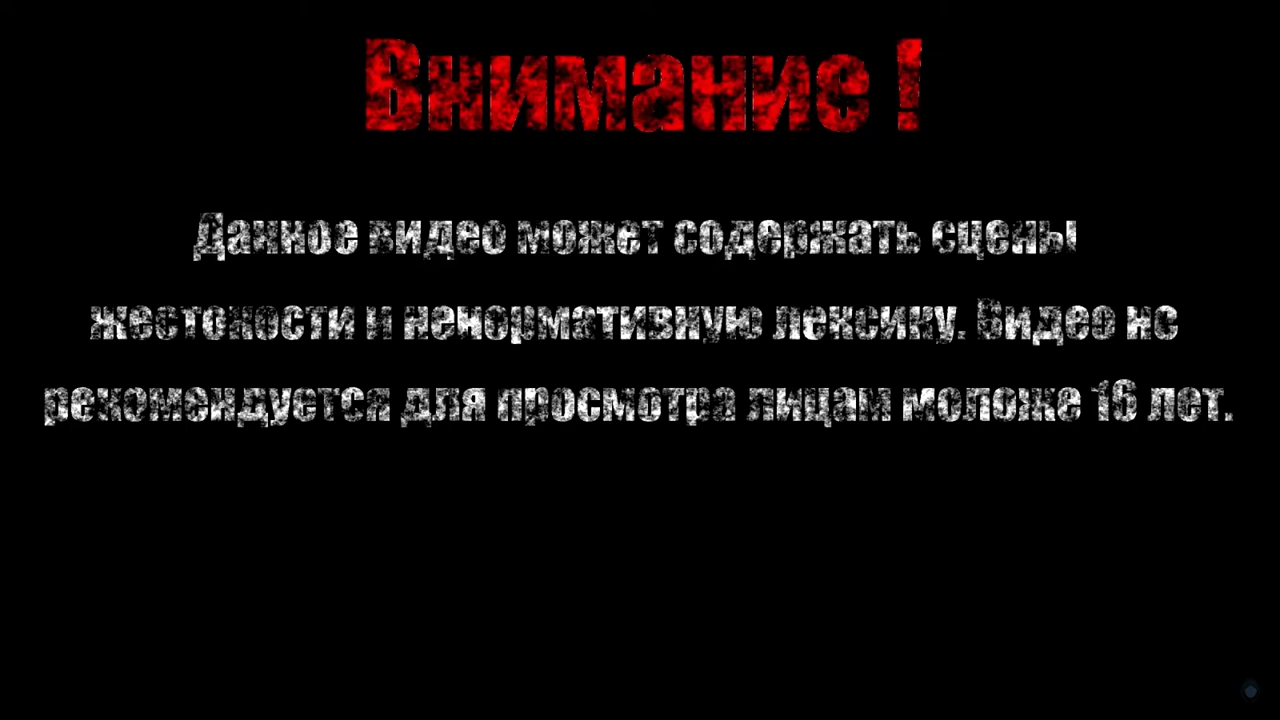 Внимание !
Данное видео может содержать сцены
жестокости и ненормативную лексику. Видео не
рекомендуется для просмотра лицам моложе 16 лет.